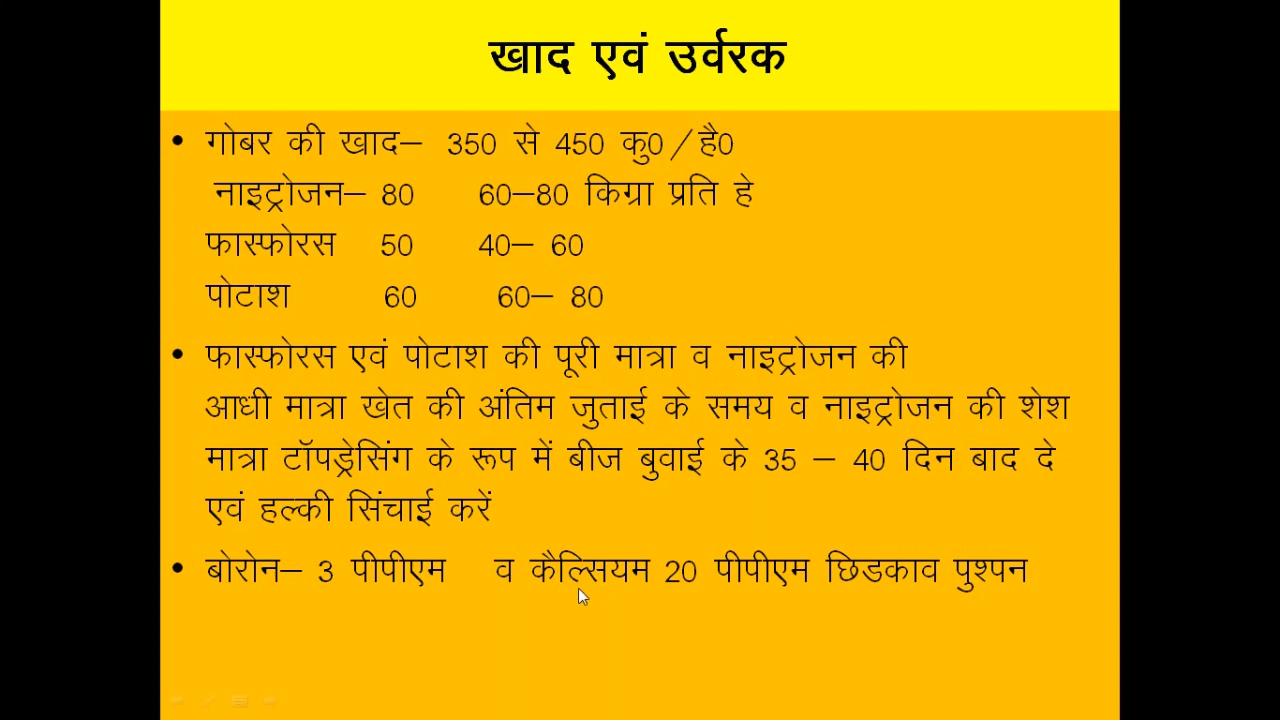 खाद एवं उर्वरक
• गोबर की खाद– 350 से 450 कु0/है0
नाइट्रोजन– 80 60–80 किग्रा प्रति हे
फास्फोरस 50 40– 60
पोटाश 60 60– 80
• फास्फोरस एवं पोटाश की पूरी मात्रा व नाइट्रोजन की
आधी मात्रा खेत की अंतिम जुताई के समय व नाइट्रोजन की शेश
मात्रा टॉपड्रेसिंग के रूप में बीज बुवाई के 35 – 40 दिन बाद दे
एवं हल्की सिंचाई करें
• बोरोन– 3 पीपीएम व कैल्सियम 20 पीपीएम छिडकाव पुश्पन